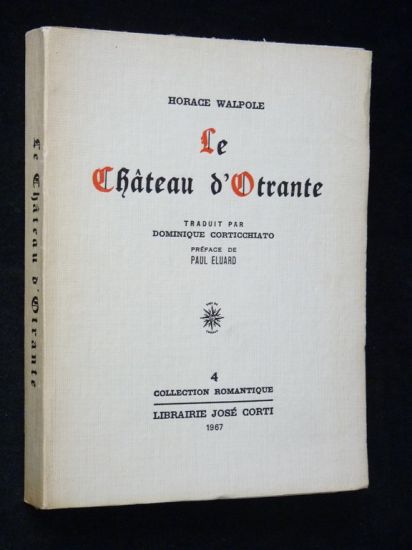 HORACE WALPOLE
Le
Château d'Otrante
TRADUIT PAR
DOMINIQUE CORTICCHIATO
PRÉFACE DE
PAUL ELUARD
4
COLLECTION ROMANTIQUE
LIBRAIRIE JOSÉ CORTI
1967
Le Château d'Otrante